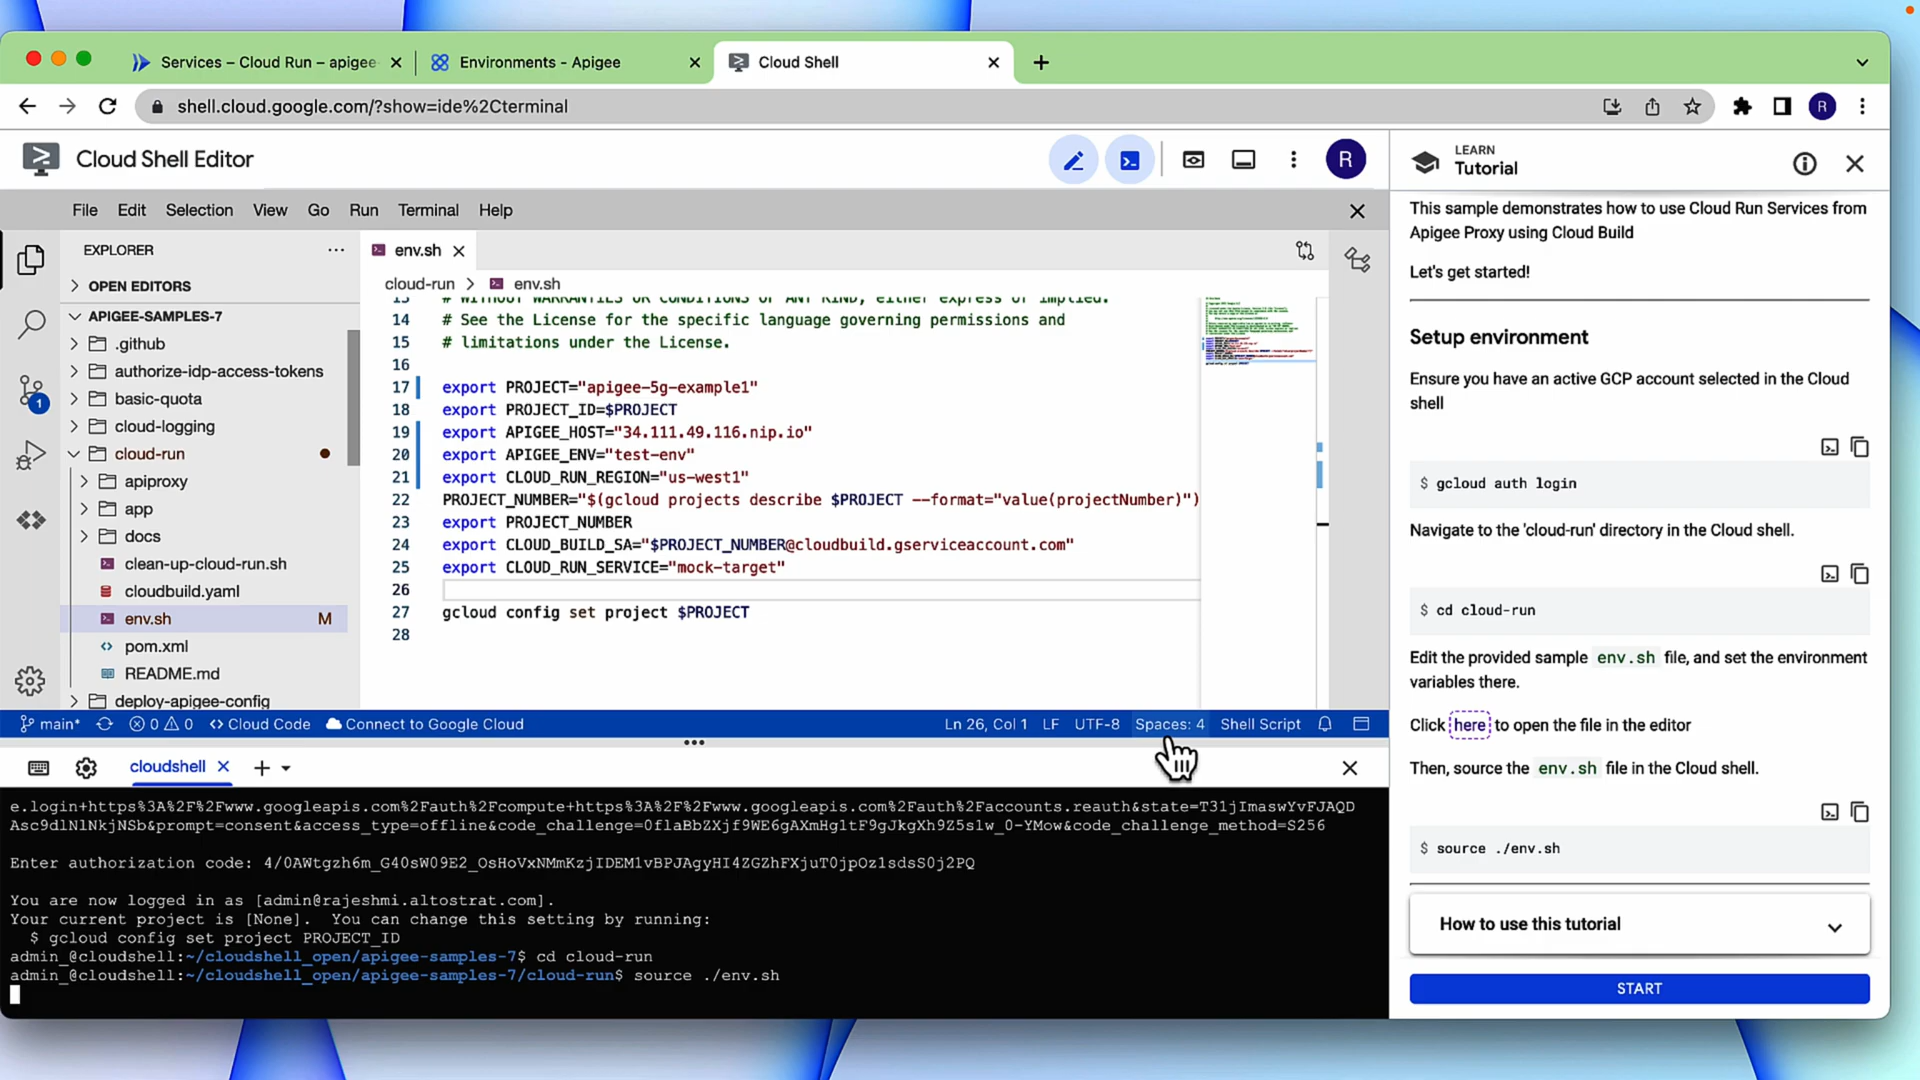 Services – Cloud Run – apigee-
Environments - Apigee
Cloud Shell
shell.cloud.google.com/?show=ide%2Cterminal
R
Cloud Shell Editor
R
File Edit Selection View Go Run Terminal Help
EXPLORER
OPEN EDITORS
APIGEE-SAMPLES-7
.github
authorize-idp-access-tokens
basic-quota
cloud-logging
cloud-run
apiproxy
app
docs
clean-up-cloud-run.sh
cloudbuild.yaml
env.sh M
pom.xml
README.md
deploy-apigee-config
1
env.sh
cloud-run > env.sh
13 # WITHOUT WARRANTIES OR CONDITIONS OF ANY KIND, either express or implied.
14 # See the License for the specific language governing permissions and
15 # limitations under the License.
16
17 export PROJECT="apigee-5g-example1"
18 export PROJECT_ID=$PROJECT
19 export APIGEE_HOST="34.111.49.116.nip.io"
20 export APIGEE_ENV="test-env"
21 export CLOUD_RUN_REGION="us-west1"
22 PROJECT_NUMBER="$(gcloud projects describe $PROJECT --format="value(projectNumber)")
23 export PROJECT_NUMBER
24 export CLOUD_BUILD_SA="$PROJECT_NUMBER@cloudbuild.gserviceaccount.com"
25 export CLOUD_RUN_SERVICE="mock-target"
26
27 gcloud config set project $PROJECT
28
main* 0 0 <> Cloud Code Connect to Google Cloud Ln 26, Col 1 LF UTF-8 Spaces: 4 Shell Script
cloudshell
e.login+https%3A%2F%2Fwww.googleapis.com%2Fauth%2Fcompute+https%3A%2F%2Fwww.googleapis.com%2Fauth%2Faccounts.reauth&state=T31jImaswYvFJAQD
Asc9dlNlNkjNSb&prompt=consent&access_type=offline&code_challenge=0flaBbZXjf9WE6gAXmHg1tF9gJkgXh9Z5s1w_0-YMow&code_challenge_method=S256
Enter authorization code: 4/0AWtgzh6m_G40sW09E2_OsHoVxNMmKzjIDEM1vBPJAgyHI4ZGZhFXjuT0jpOz1sdsS0j2PQ
You are now logged in as [admin@rajeshmi.altostrat.com].
Your current project is [None]. You can change this setting by running:
$ gcloud config set project PROJECT_ID
admin_@cloudshell:~/cloudshell_open/apigee-samples-7$ cd cloud-run
admin_@cloudshell:~/cloudshell_open/apigee-samples-7/cloud-run$ source ./env.sh
LEARN
Tutorial
This sample demonstrates how to use Cloud Run Services from
Apigee Proxy using Cloud Build
Let's get started!
Setup environment
Ensure you have an active GCP account selected in the Cloud
shell
$ gcloud auth login
Navigate to the 'cloud-run' directory in the Cloud shell.
$ cd cloud-run
Edit the provided sample env.sh file, and set the environment
variables there.
Click here to open the file in the editor
Then, source the env.sh file in the Cloud shell.
$ source ./env.sh
How to use this tutorial
START